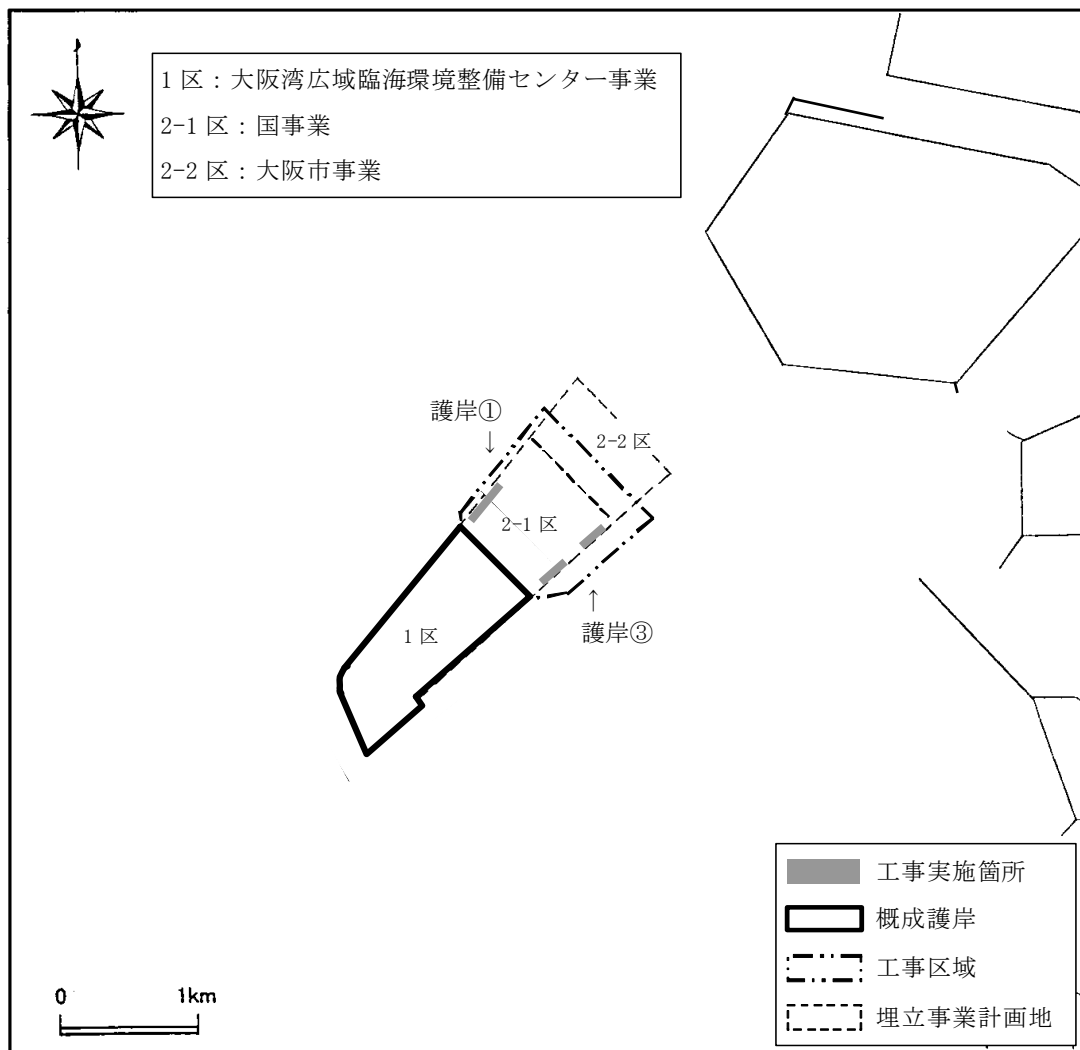 1 区：大阪湾広域臨海環境整備センター事業
2-1 区：国事業
2-2 区：大阪市事業
護岸①
↓
2-2 区
2-1 区
↑
護岸③
1 区
工事実施箇所
概成護岸
工事区域
埋立事業計画地
0 1km